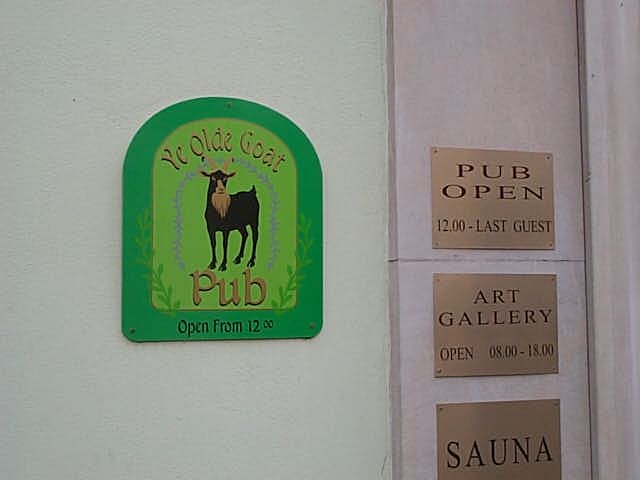 Ye Olde Goat
Pub
Open From 12 00
PUB
OPEN
12.00 - LAST GUEST
ART
GALLERY
OPEN 08.00 - 18.00
SAUNA